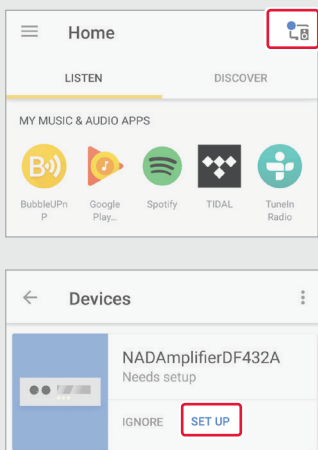 Home
LISTEN DISCOVER
MY MUSIC & AUDIO APPS
BubbleUPn Google Spotify TIDAL TuneIn
P Play... Radio
Devices
NADAmplifierDF432A
Needs setup
IGNORE SET UP